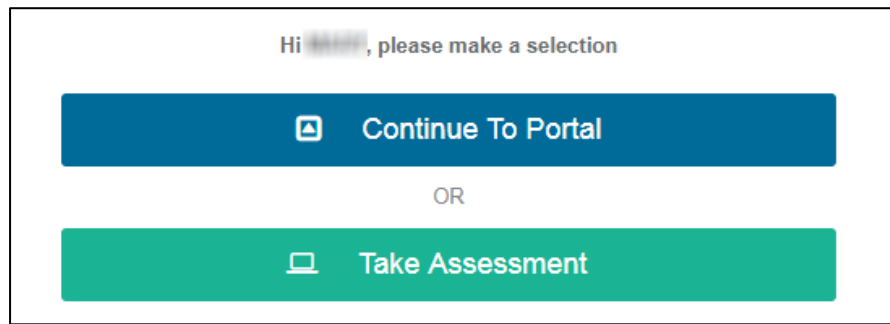 Hi , please make a selection
Continue To Portal
OR
Take Assessment